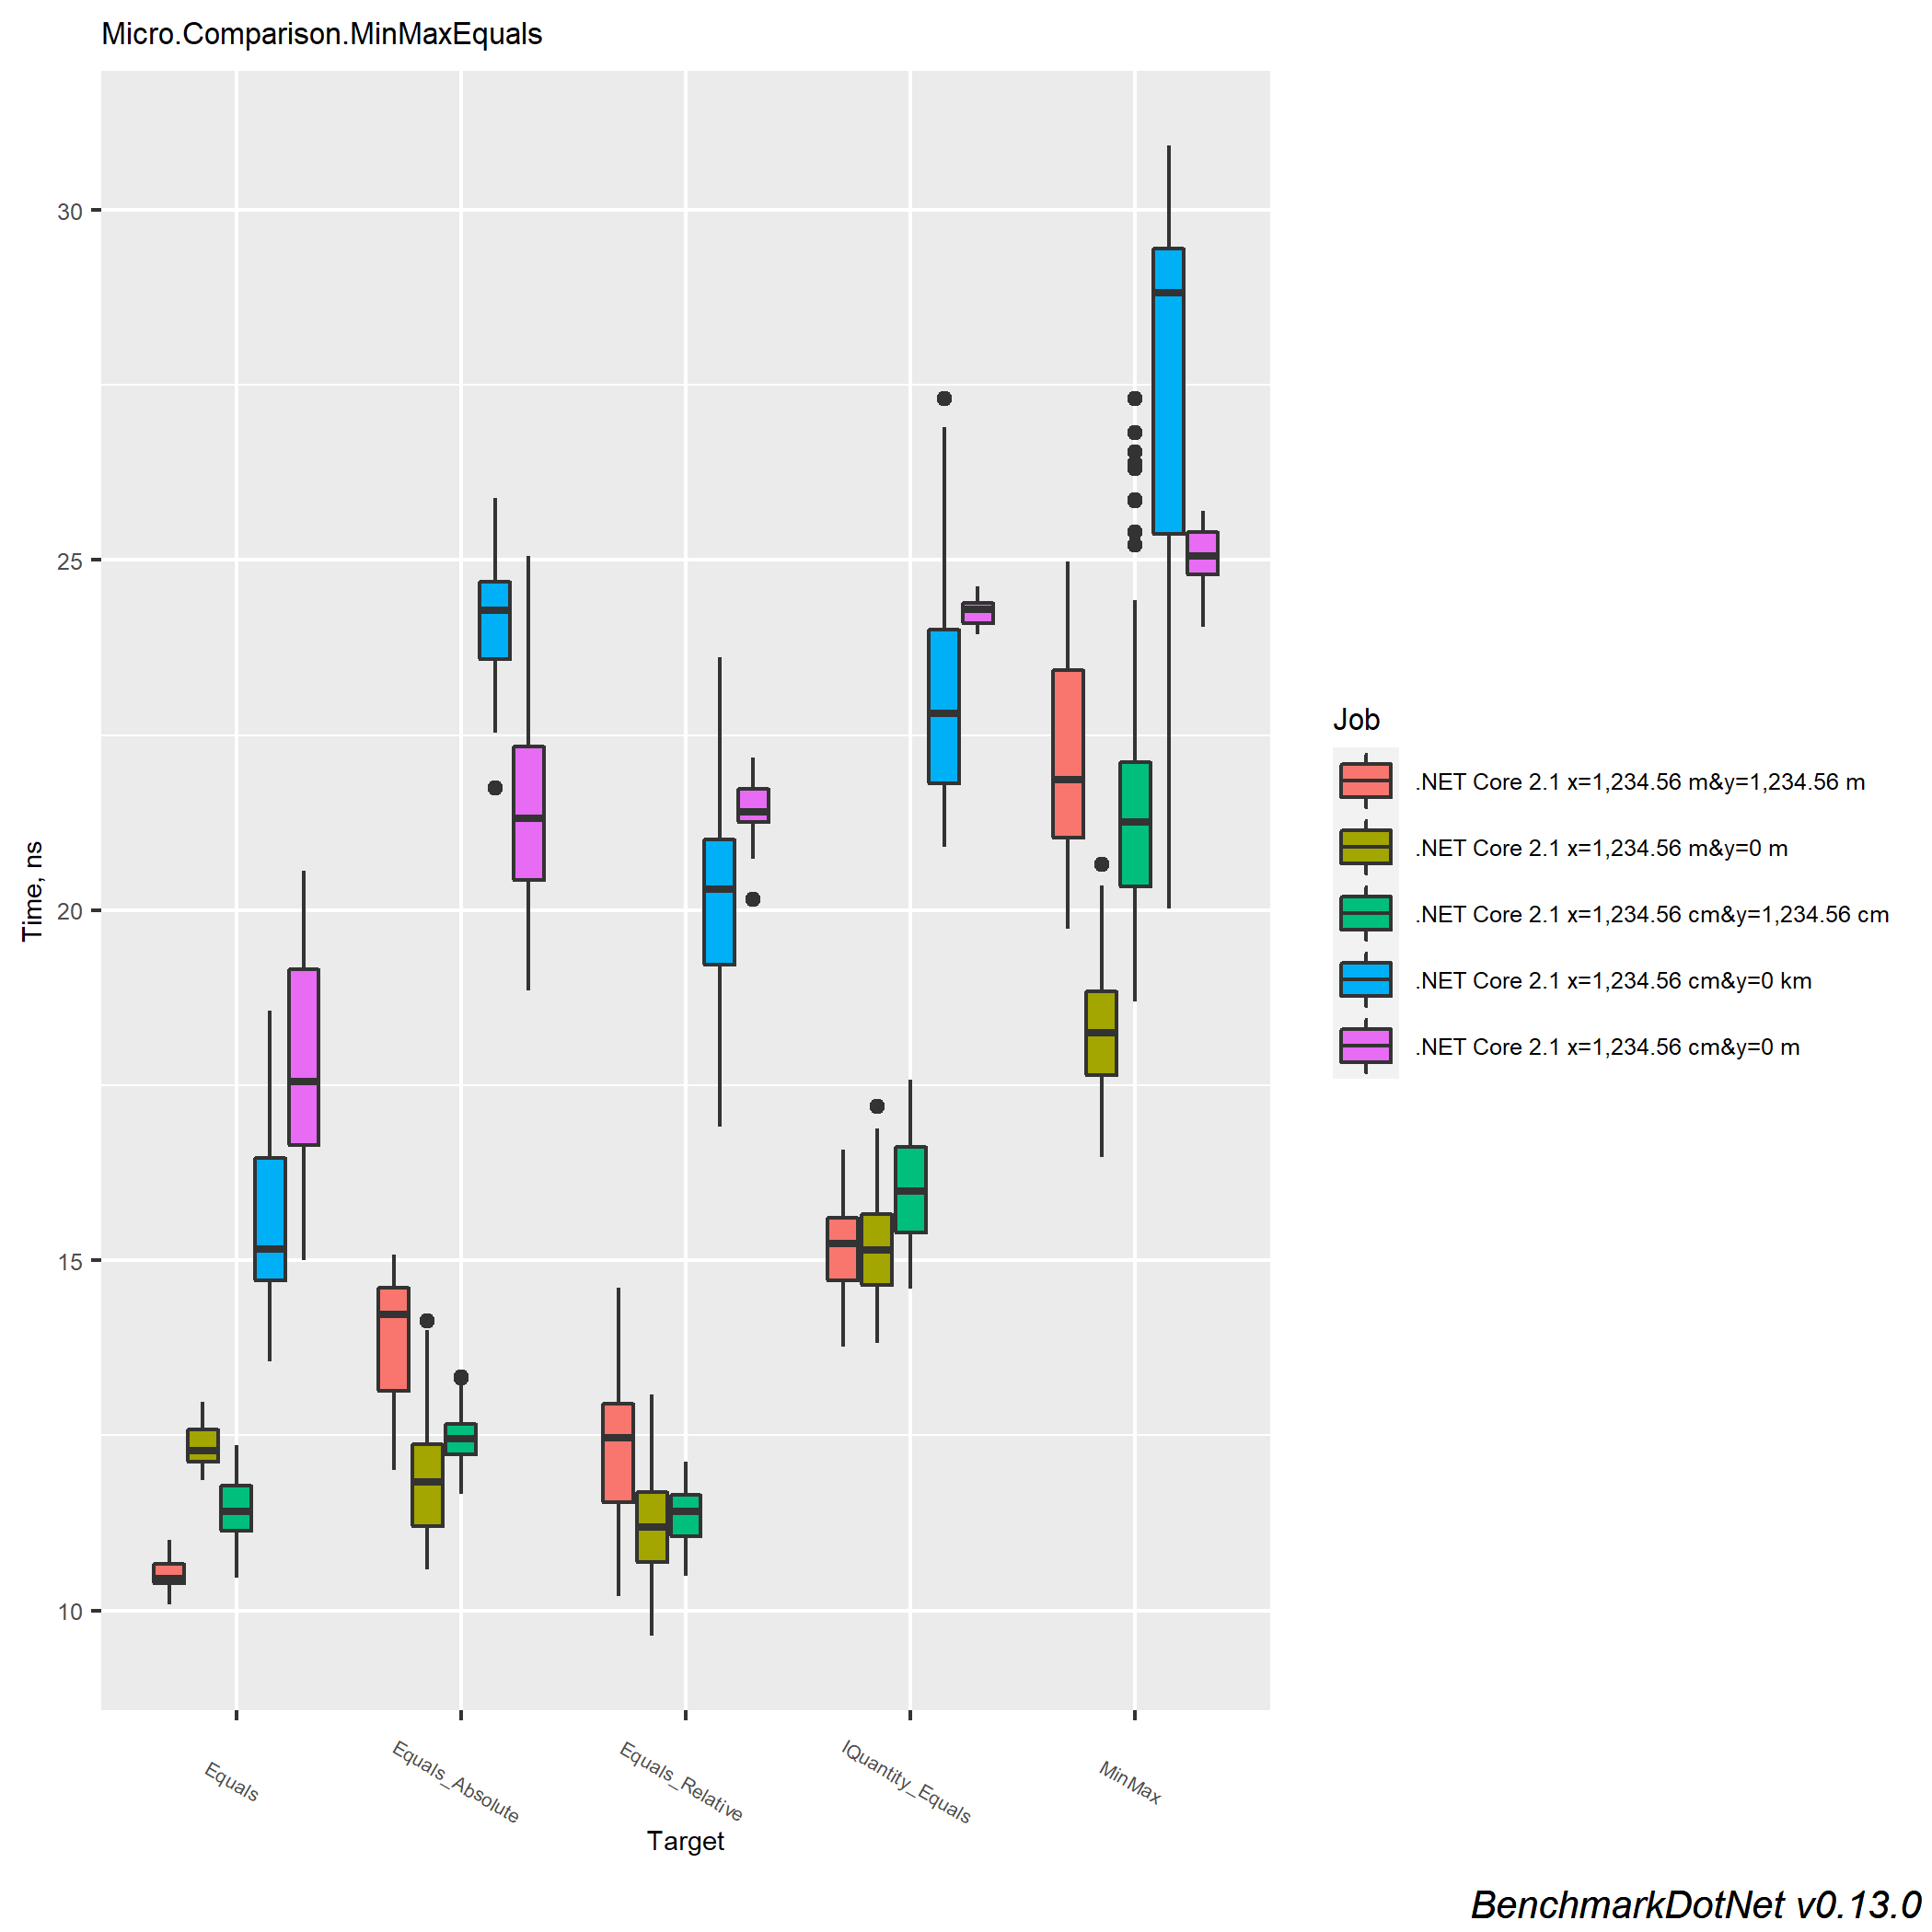 Micro.Comparison.MinMaxEquals
30
25
20
15
10
Time, ns
Equals
Equals_Absolute
Equals_Relative
IQuantity_Equals
MinMax
Target
Job
.NET Core 2.1 x=1,234.56 m&y=1,234.56 m
.NET Core 2.1 x=1,234.56 m&y=0 m
.NET Core 2.1 x=1,234.56 cm&y=1,234.56 cm
.NET Core 2.1 x=1,234.56 cm&y=0 km
.NET Core 2.1 x=1,234.56 cm&y=0 m
BenchmarkDotNet v0.13.0